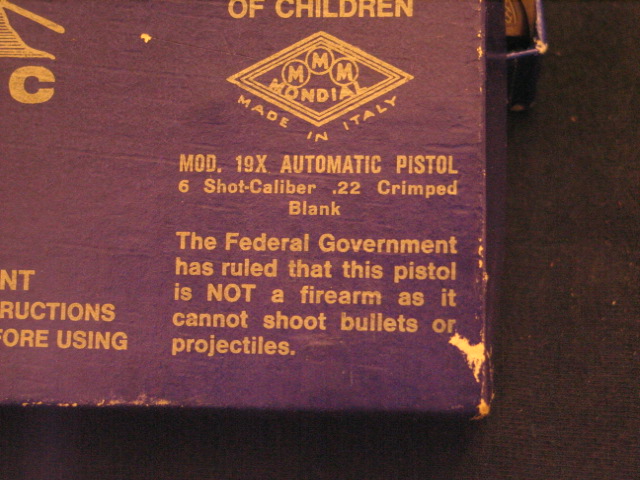 OF CHILDREN
C
M M M
MONDIAL
MADE IN ITALY
MOD. 19X AUTOMATIC PISTOL
6 Shot-Caliber .22 Crimped
Blank
The Federal Government
has ruled that this pistol
is NOT a firearm as it
cannot shoot bullets or
projectiles.
NT
RUCTIONS
FORE USING